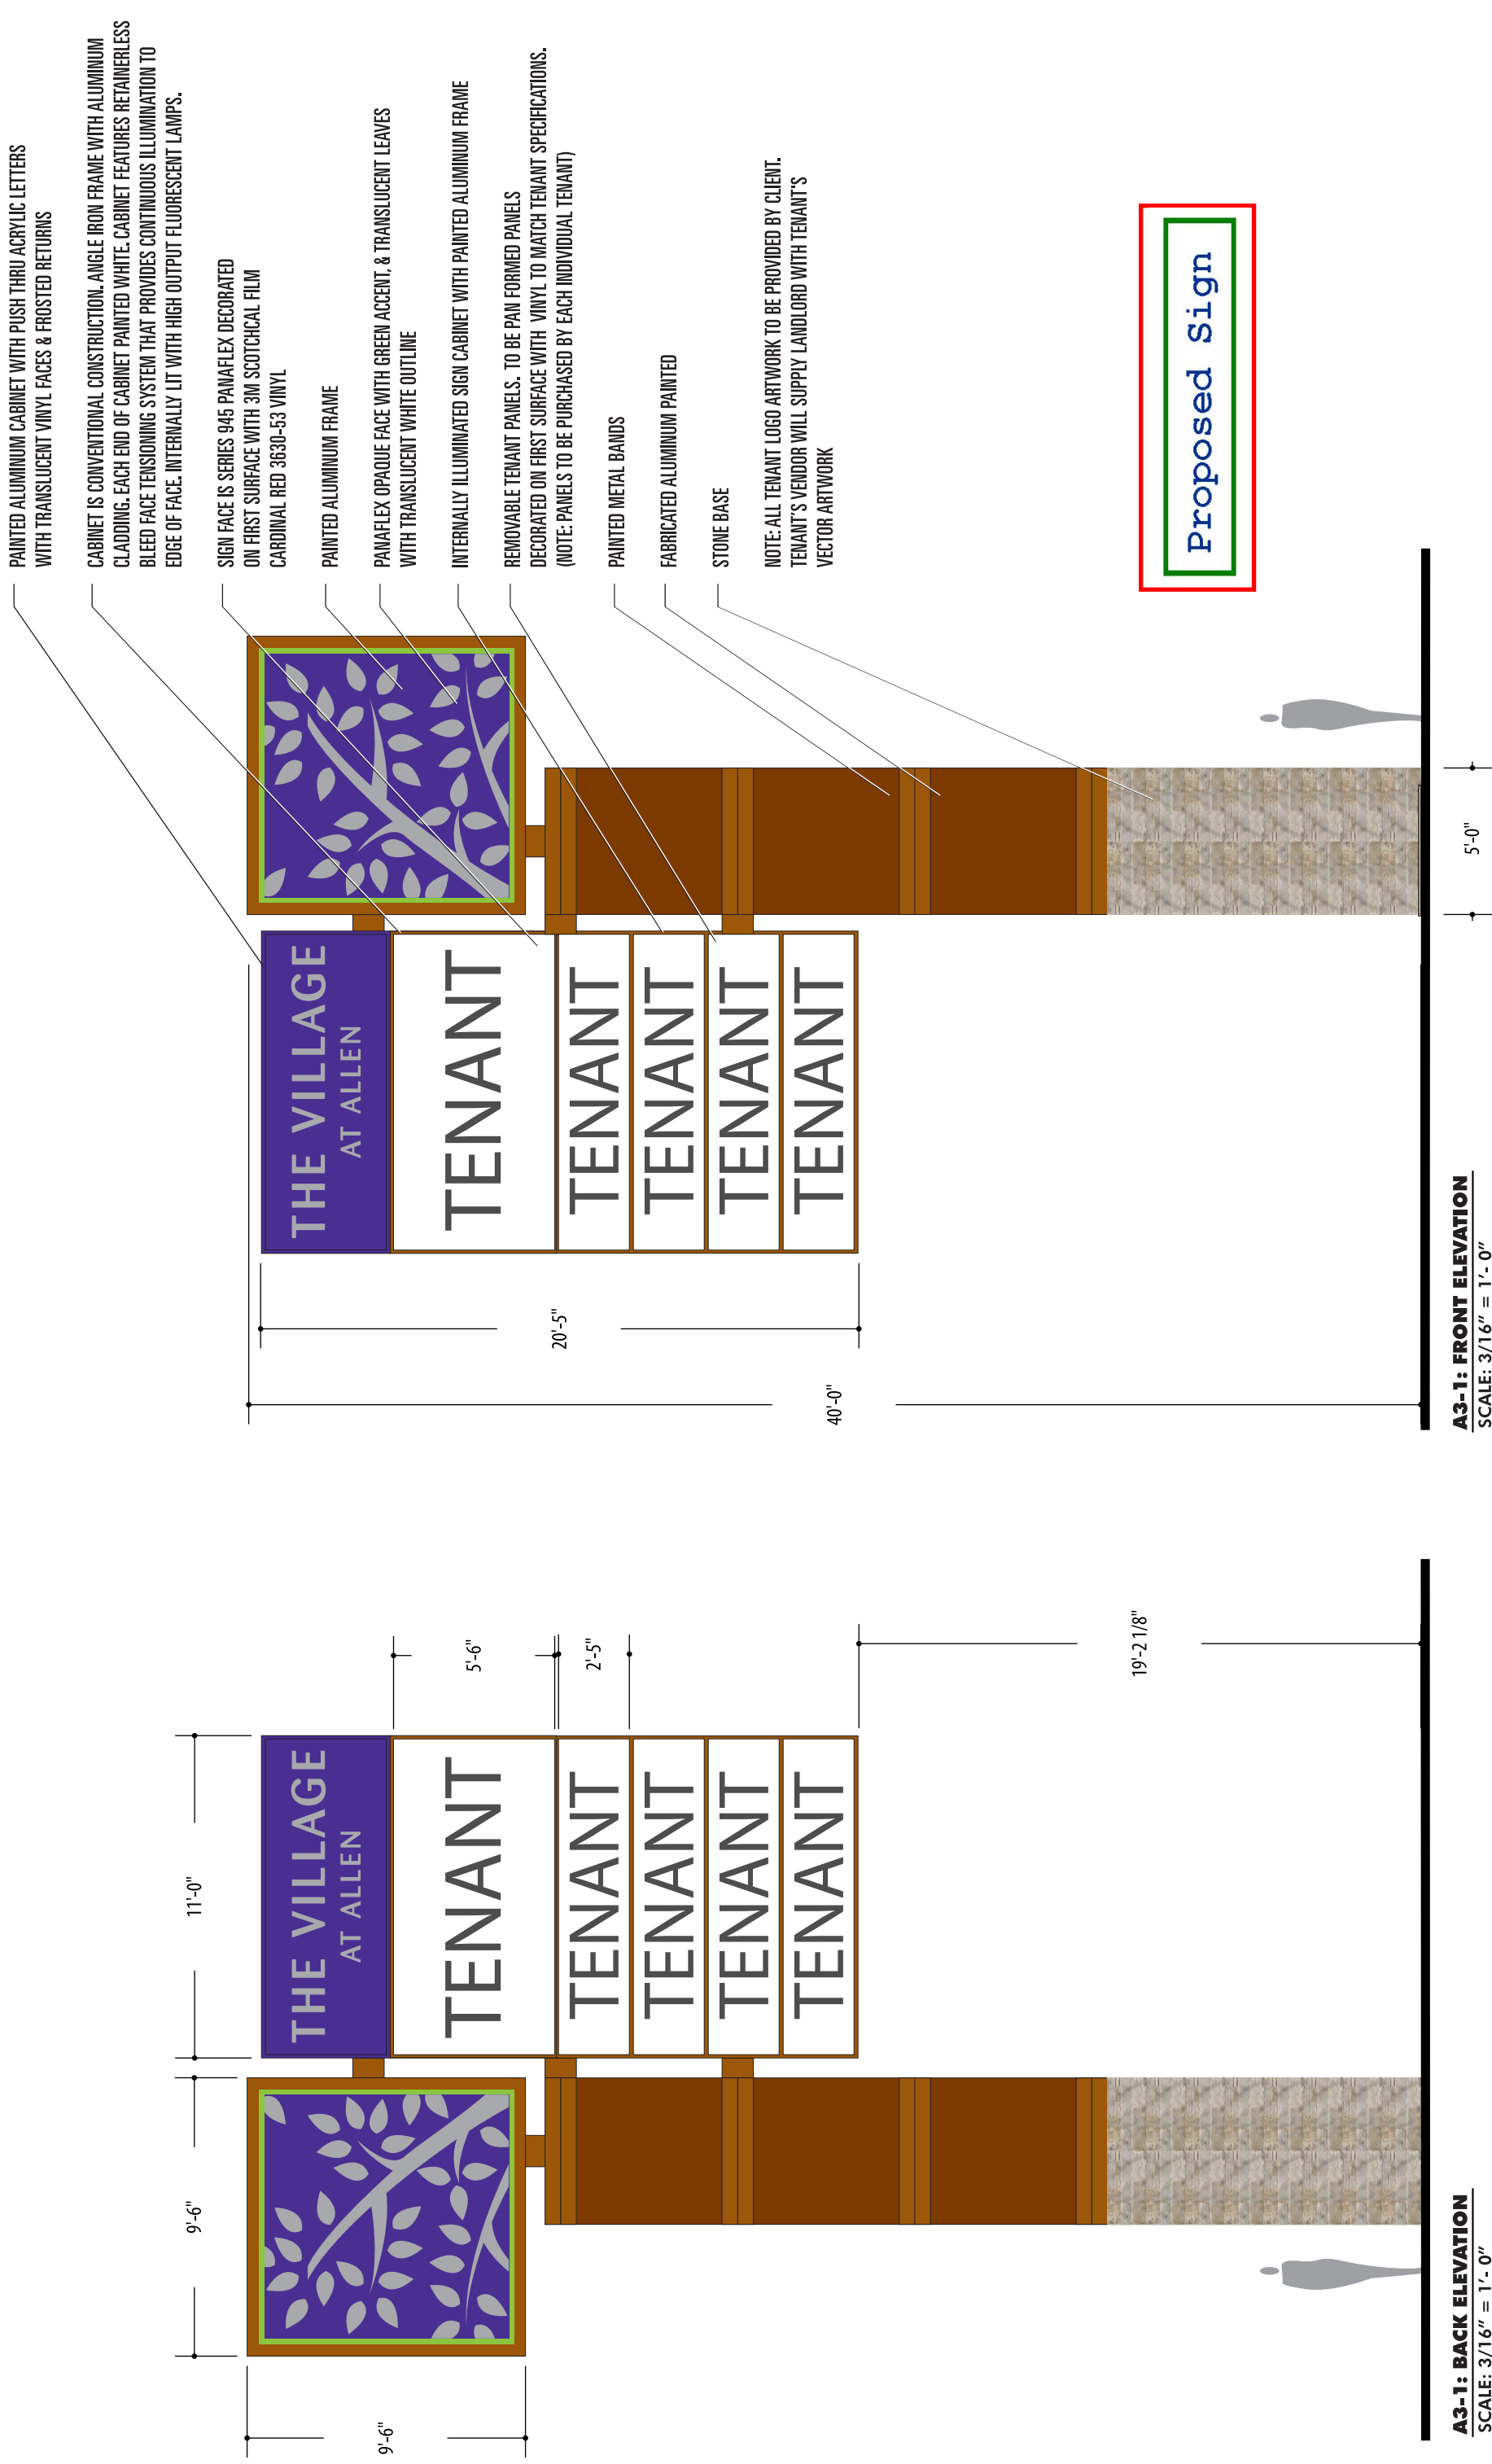 PAINTED ALUMINUM CABINET WITH PUSH THRU ACRYLIC LETTERS
WITH TRANSLUCENT VINYL FACES & FROSTED RETURNS
CABINET IS CONVENTIONAL CONSTRUCTION. ANGLE IRON FRAME WITH ALUMINUM
CLADDING. EACH END OF CABINET PAINTED WHITE. CABINET FEATURES RETAINERLESS
BLEED FACE TENSIONING SYSTEM THAT PROVIDES CONTINUOUS ILLUMINATION TO
EDGE OF FACE. INTERNALLY LIT WITH HIGH OUTPUT FLUORESCENT LAMPS.
SIGN FACE IS SERIES 945 PANAFLEX DECORATED
ON FIRST SURFACE WITH 3M SCOTCHCAL FILM
CARDINAL RED 3630-53 VINYL
PAINTED ALUMINUM FRAME
PANAFLEX OPAQUE FACE WITH GREEN ACCENT, & TRANSLUCENT LEAVES
WITH TRANSLUCENT WHITE OUTLINE
INTERNALLY ILLUMINATED SIGN CABINET WITH PAINTED ALUMINUM FRAME
REMOVABLE TENANT PANELS. TO BE PAN FORMED PANELS
DECORATED ON FIRST SURFACE WITH VINYL TO MATCH TENANT SPECIFICATIONS.
(NOTE: PANELS TO BE PURCHASED BY EACH INDIVIDUAL TENANT)
PAINTED METAL BANDS
FABRICATED ALUMINUM PAINTED
STONE BASE
NOTE: ALL TENANT LOGO ARTWORK TO BE PROVIDED BY CLIENT.
TENANT'S VENDOR WILL SUPPLY LANDLORD WITH TENANT'S
VECTOR ARTWORK
Proposed Sign
THE VILLAGE
AT ALLEN
TENANT
TENANT
TENANT
TENANT
TENANT
20'-5"
40'-0"
5'-0"
A3-1: FRONT ELEVATION
SCALE: 3/16" = 1'- 0"
11'-0"
9'-6"
9'-6"
THE VILLAGE
AT ALLEN
TENANT
TENANT
TENANT
TENANT
TENANT
5'-6"
2'-5"
19'-2 1/8"
A3-1: BACK ELEVATION
SCALE: 3/16" = 1'- 0"